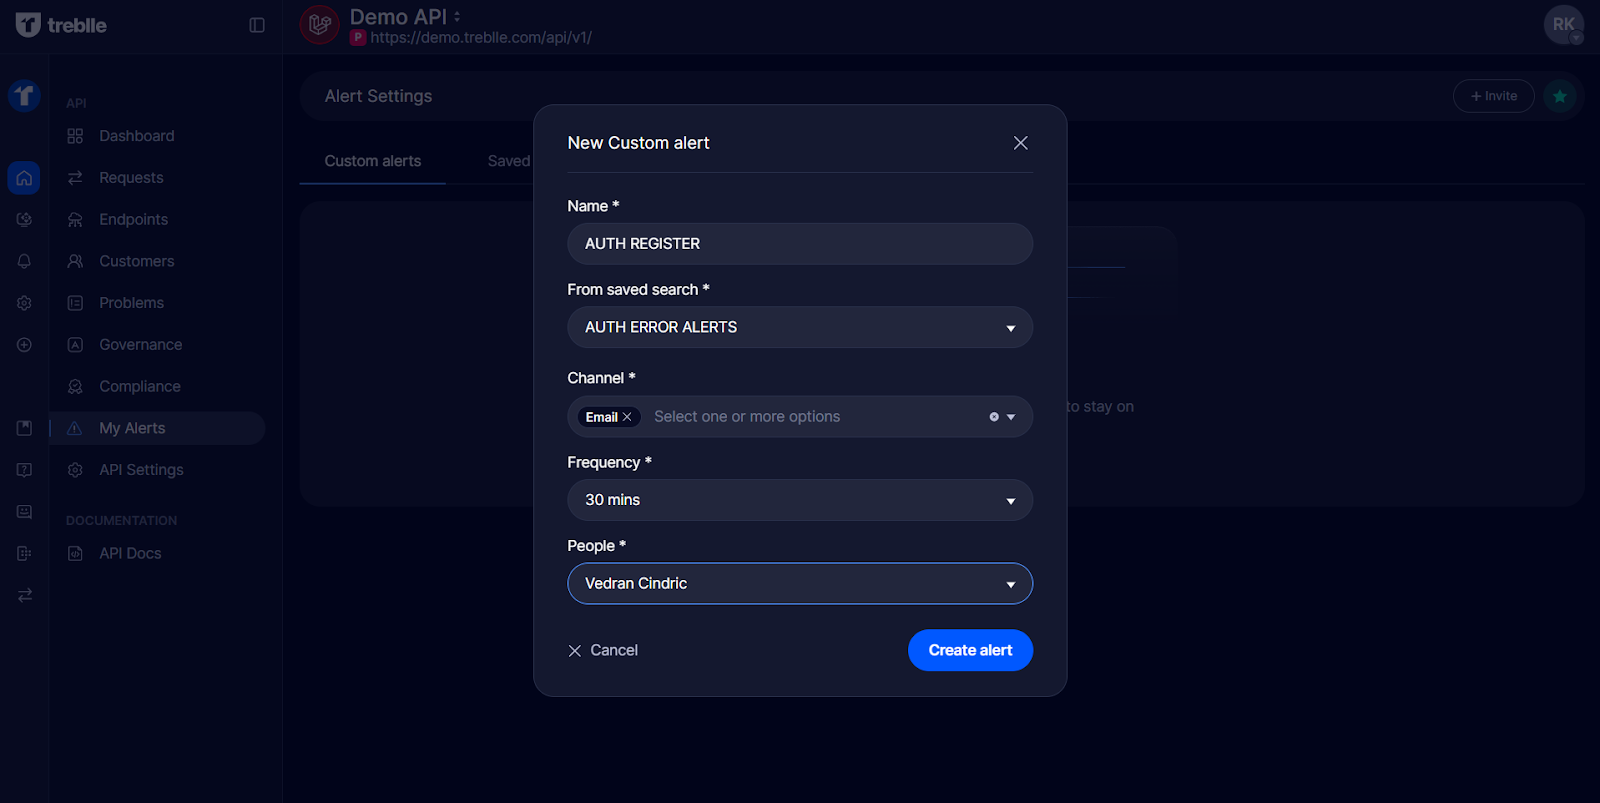 treblle
Demo API
P https://demo.treblle.com/api/v1/
RK
API
Dashboard
Requests
Endpoints
Customers
Problems
Governance
Compliance
My Alerts
API Settings
DOCUMENTATION
API Docs
Alert Settings
+ Invite
Custom alerts
Saved
to stay on
New Custom alert
Name *
AUTH REGISTER
From saved search *
AUTH ERROR ALERTS
Channel *
Email Select one or more options
Frequency *
30 mins
People *
Vedran Cindric
Cancel
Create alert